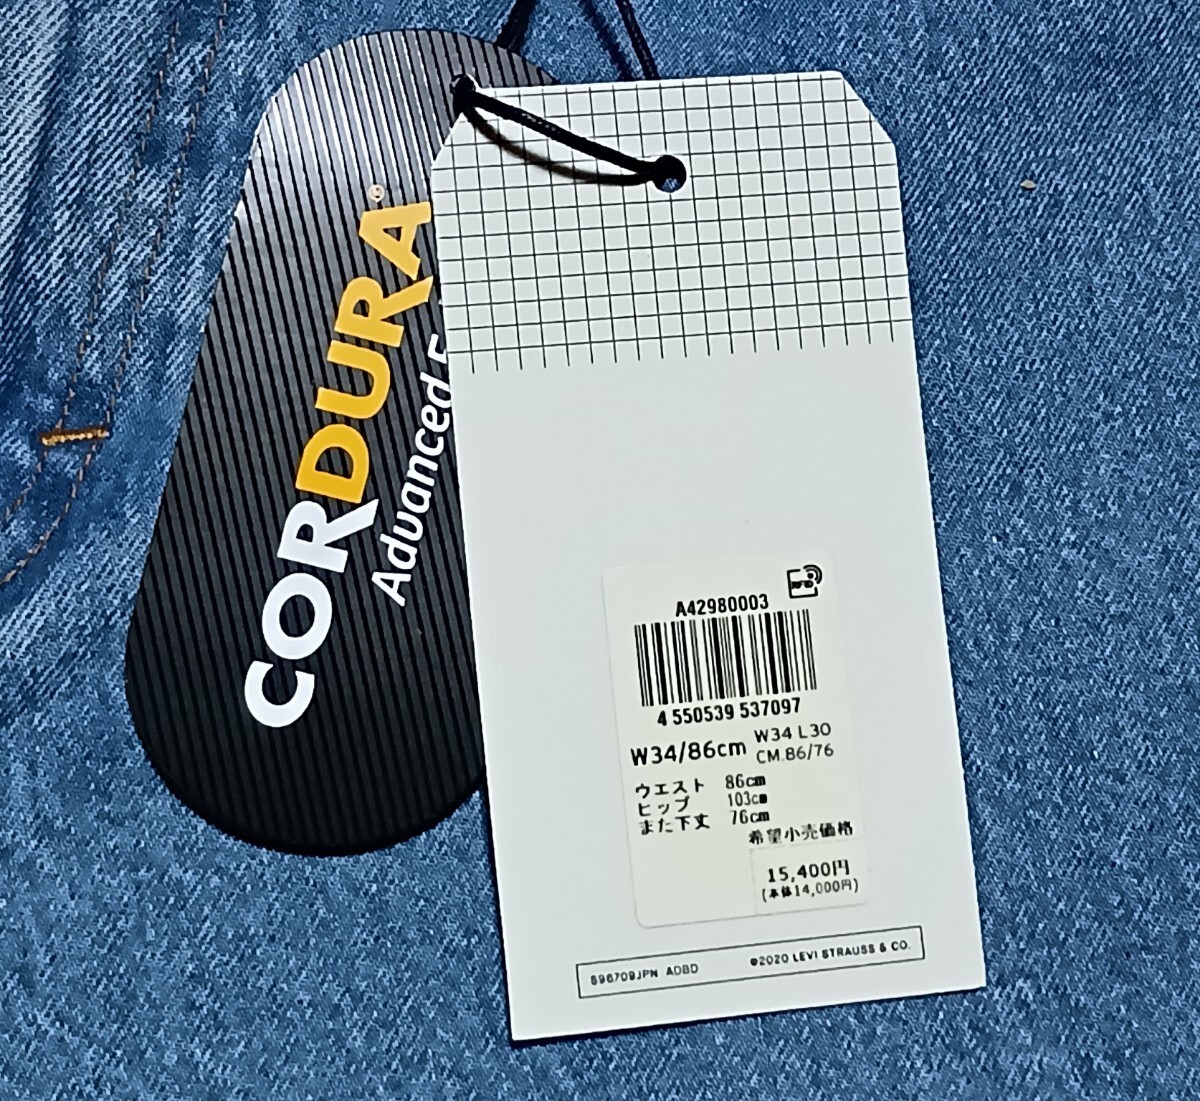 CORDURA®
Advanced F
RFID
A42980003
4 550539 537097
W34/86cm
W34 L30
CM.86/76
ウエスト 86cm
ヒップ 103cm
また下丈 76cm
希望小売価格
15,400円
(本体14,000円)
596709JPN ADBD ©2020 LEVI STRAUSS & CO.